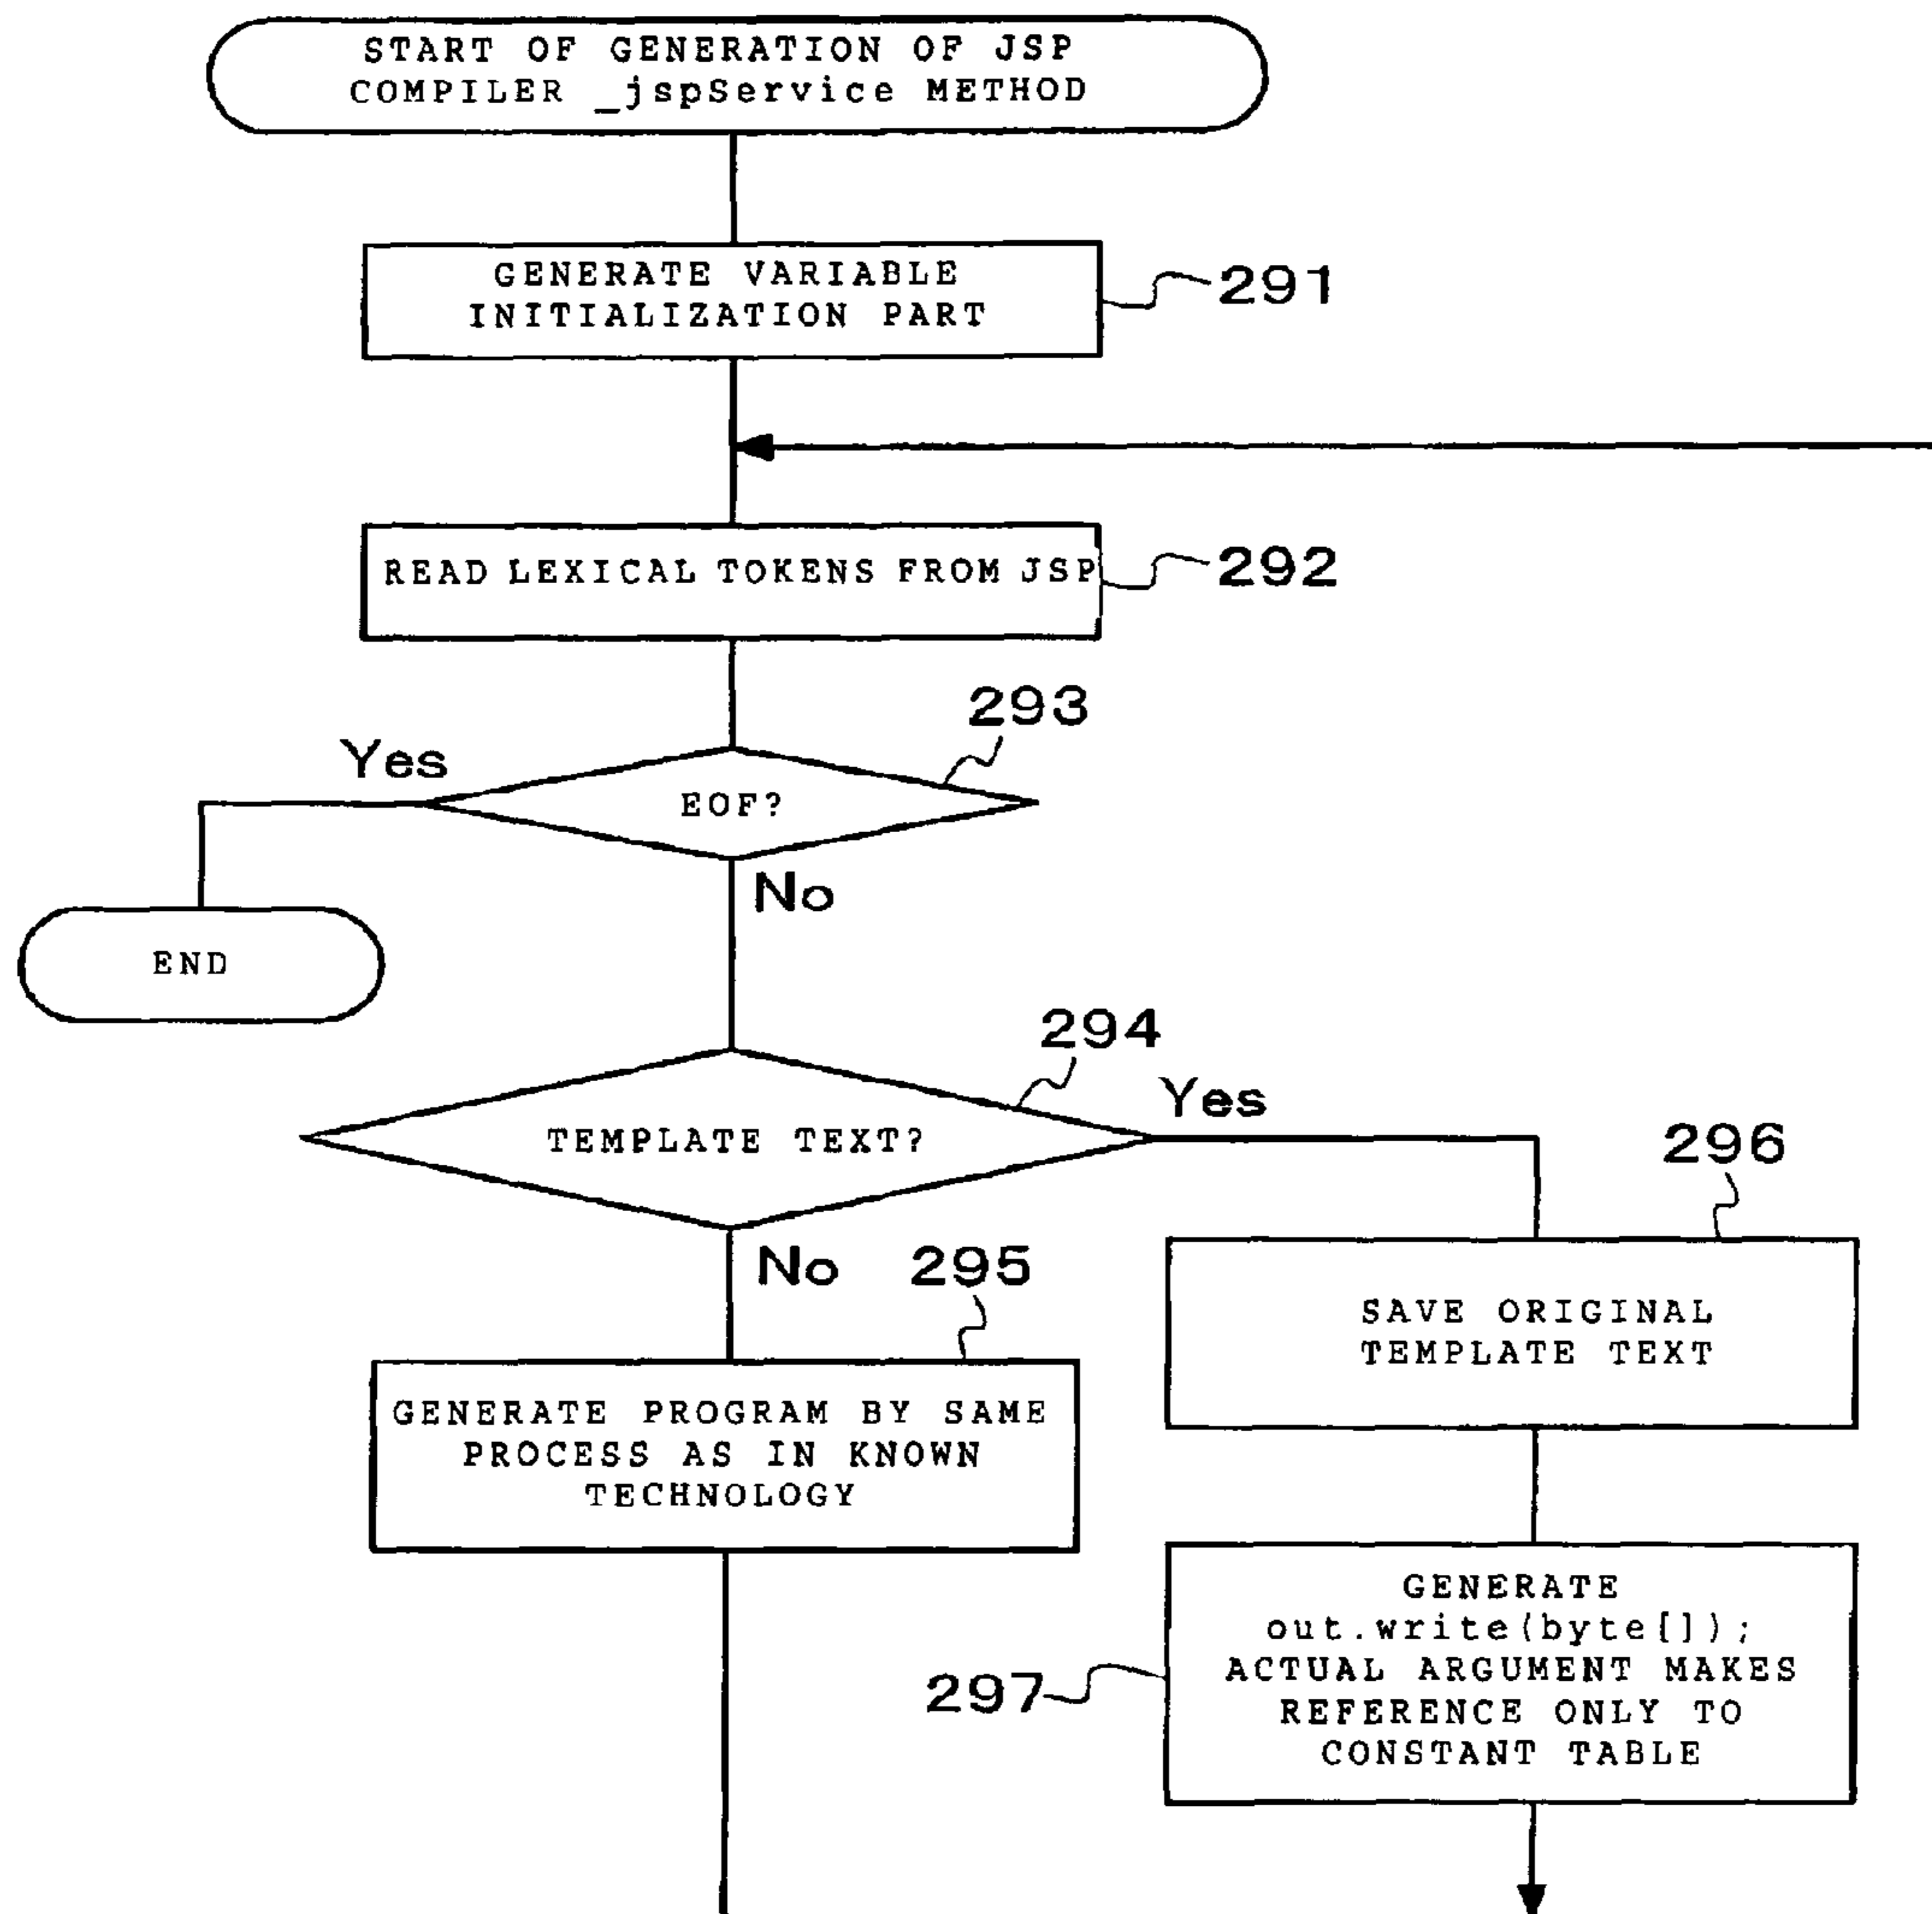 START OF GENERATION OF JSP
COMPILER _jspService METHOD
GENERATE VARIABLE
INITIALIZATION PART
291
READ LEXICAL TOKENS FROM JSP
292
293
Yes
EOF?
No
END
294
Yes
TEMPLATE TEXT?
296
No
295
SAVE ORIGINAL
TEMPLATE TEXT
GENERATE PROGRAM BY SAME
PROCESS AS IN KNOWN
TECHNOLOGY
GENERATE
out.write(byte[]);
ACTUAL ARGUMENT MAKES
REFERENCE ONLY TO
CONSTANT TABLE
297